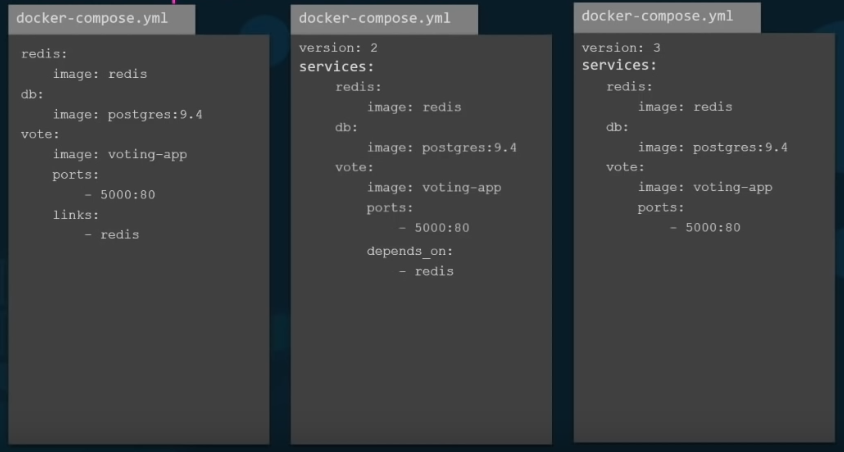 docker-compose.yml
redis:
    image: redis
db:
    image: postgres:9.4
vote:
    image: voting-app
    ports:
        - 5000:80
    links:
        - redis
docker-compose.yml
version: 2
services:
    redis:
        image: redis
    db:
        image: postgres:9.4
    vote:
        image: voting-app
        ports:
            - 5000:80
        depends_on:
            - redis
docker-compose.yml
version: 3
services:
    redis:
        image: redis
    db:
        image: postgres:9.4
    vote:
        image: voting-app
        ports:
            - 5000:80